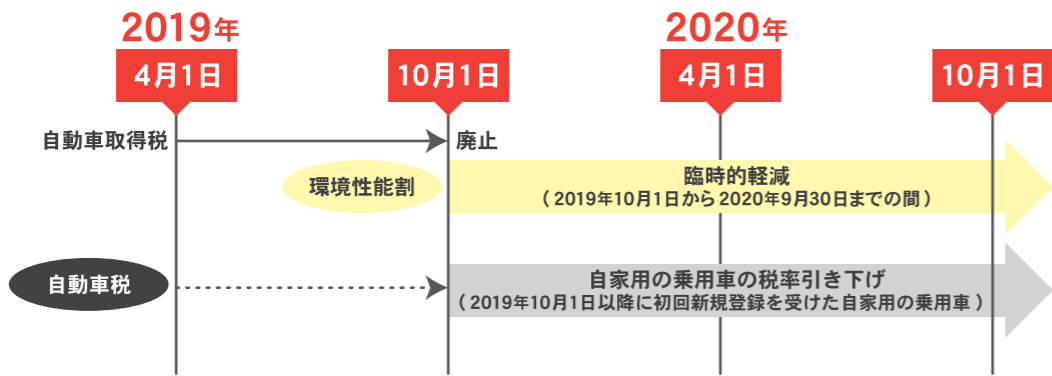 2019年
2020年
4月1日
10月1日
4月1日
10月1日
自動車取得税
廃止
環境性能割
臨時的軽減
（2019年10月1日から2020年9月30日までの間）
自動車税
自家用の乗用車の税率引き下げ
（2019年10月1日以降に初回新規登録を受けた自家用の乗用車）